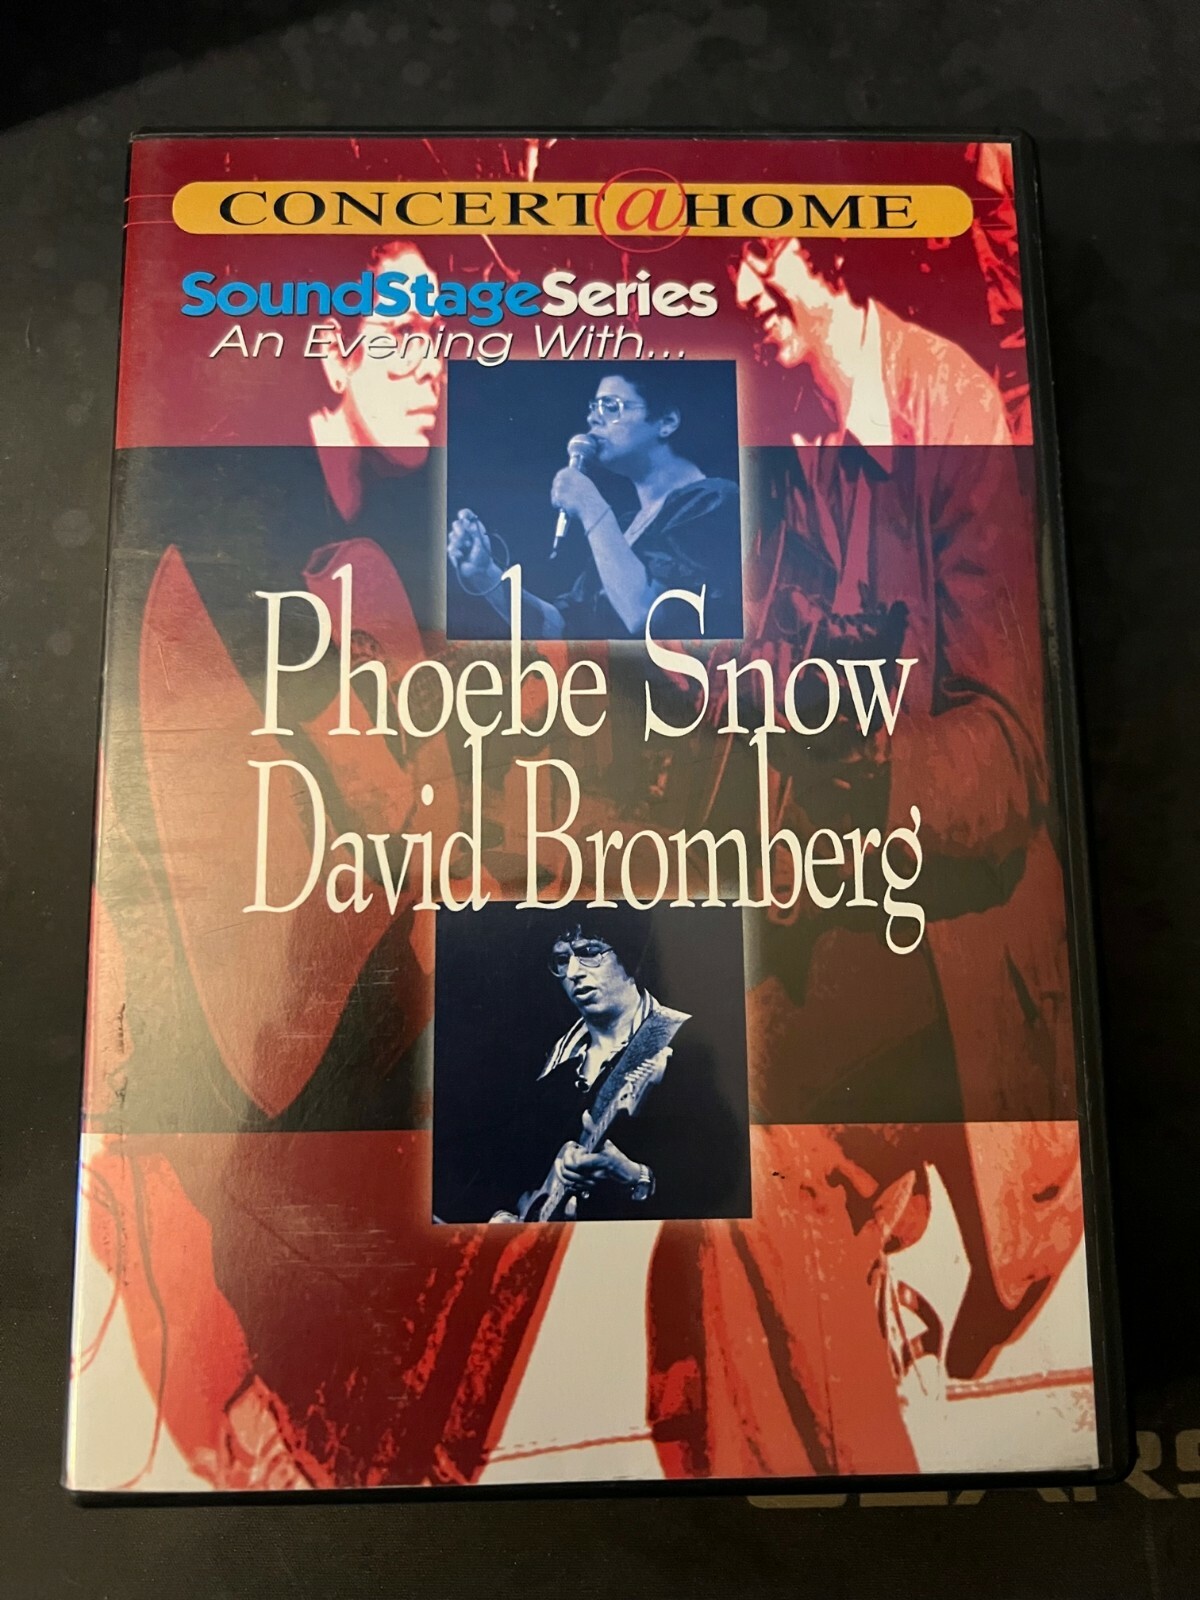 CONCERT@HOME
SoundStageSeries
An Evening With...
Phoebe Snow
David Bromberg